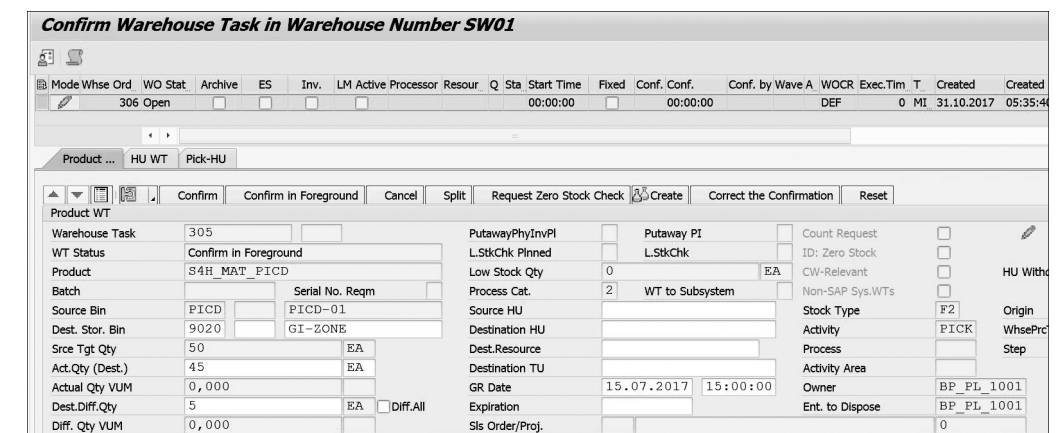 Confirm Warehouse Task in Warehouse Number SW01
Mode Whse Ord WO Stat Archive ES Inv. LM Active Processor Resour Q Sta Start Time Fixed Conf. Conf. Conf. by Wave A WOCR Exec.Tim T Created Created
306 Open 00:00:00 00:00:00 DEF 0 MI 31.10.2017 05:35:40
Product ... HU WT Pick-HU
Confirm Confirm in Foreground Cancel Split Request Zero Stock Check Create Correct the Confirmation Reset
Product WT
Warehouse Task 305 PutawayPhyInvPl Putaway PI Count Request
WT Status Confirm in Foreground L.StkChk Plnned L.StkChk ID: Zero Stock
Product S4H_MAT_PICD Low Stock Qty 0 EA CW-Relevant HU Withd
Batch Serial No. Reqm Process Cat. 2 WT to Subsystem Non-SAP Sys.WTs
Source Bin PICD PICD-01 Source HU Stock Type F2 Origin
Dest. Stor. Bin 9020 GI-ZONE Destination HU Activity PICK WhsePrcT
Srce Tgt Qty 50 EA Dest.Resource Process Step
Act.Qty (Dest.) 45 EA Destination TU Activity Area
Actual Qty VUM 0,000 GR Date 15.07.2017 15:00:00 Owner BP_PL_1001
Dest.Diff.Qty 5 EA Diff.All Expiration Ent. to Dispose BP_PL_1001
Diff. Qty VUM 0,000 Sls Order/Proj. 0